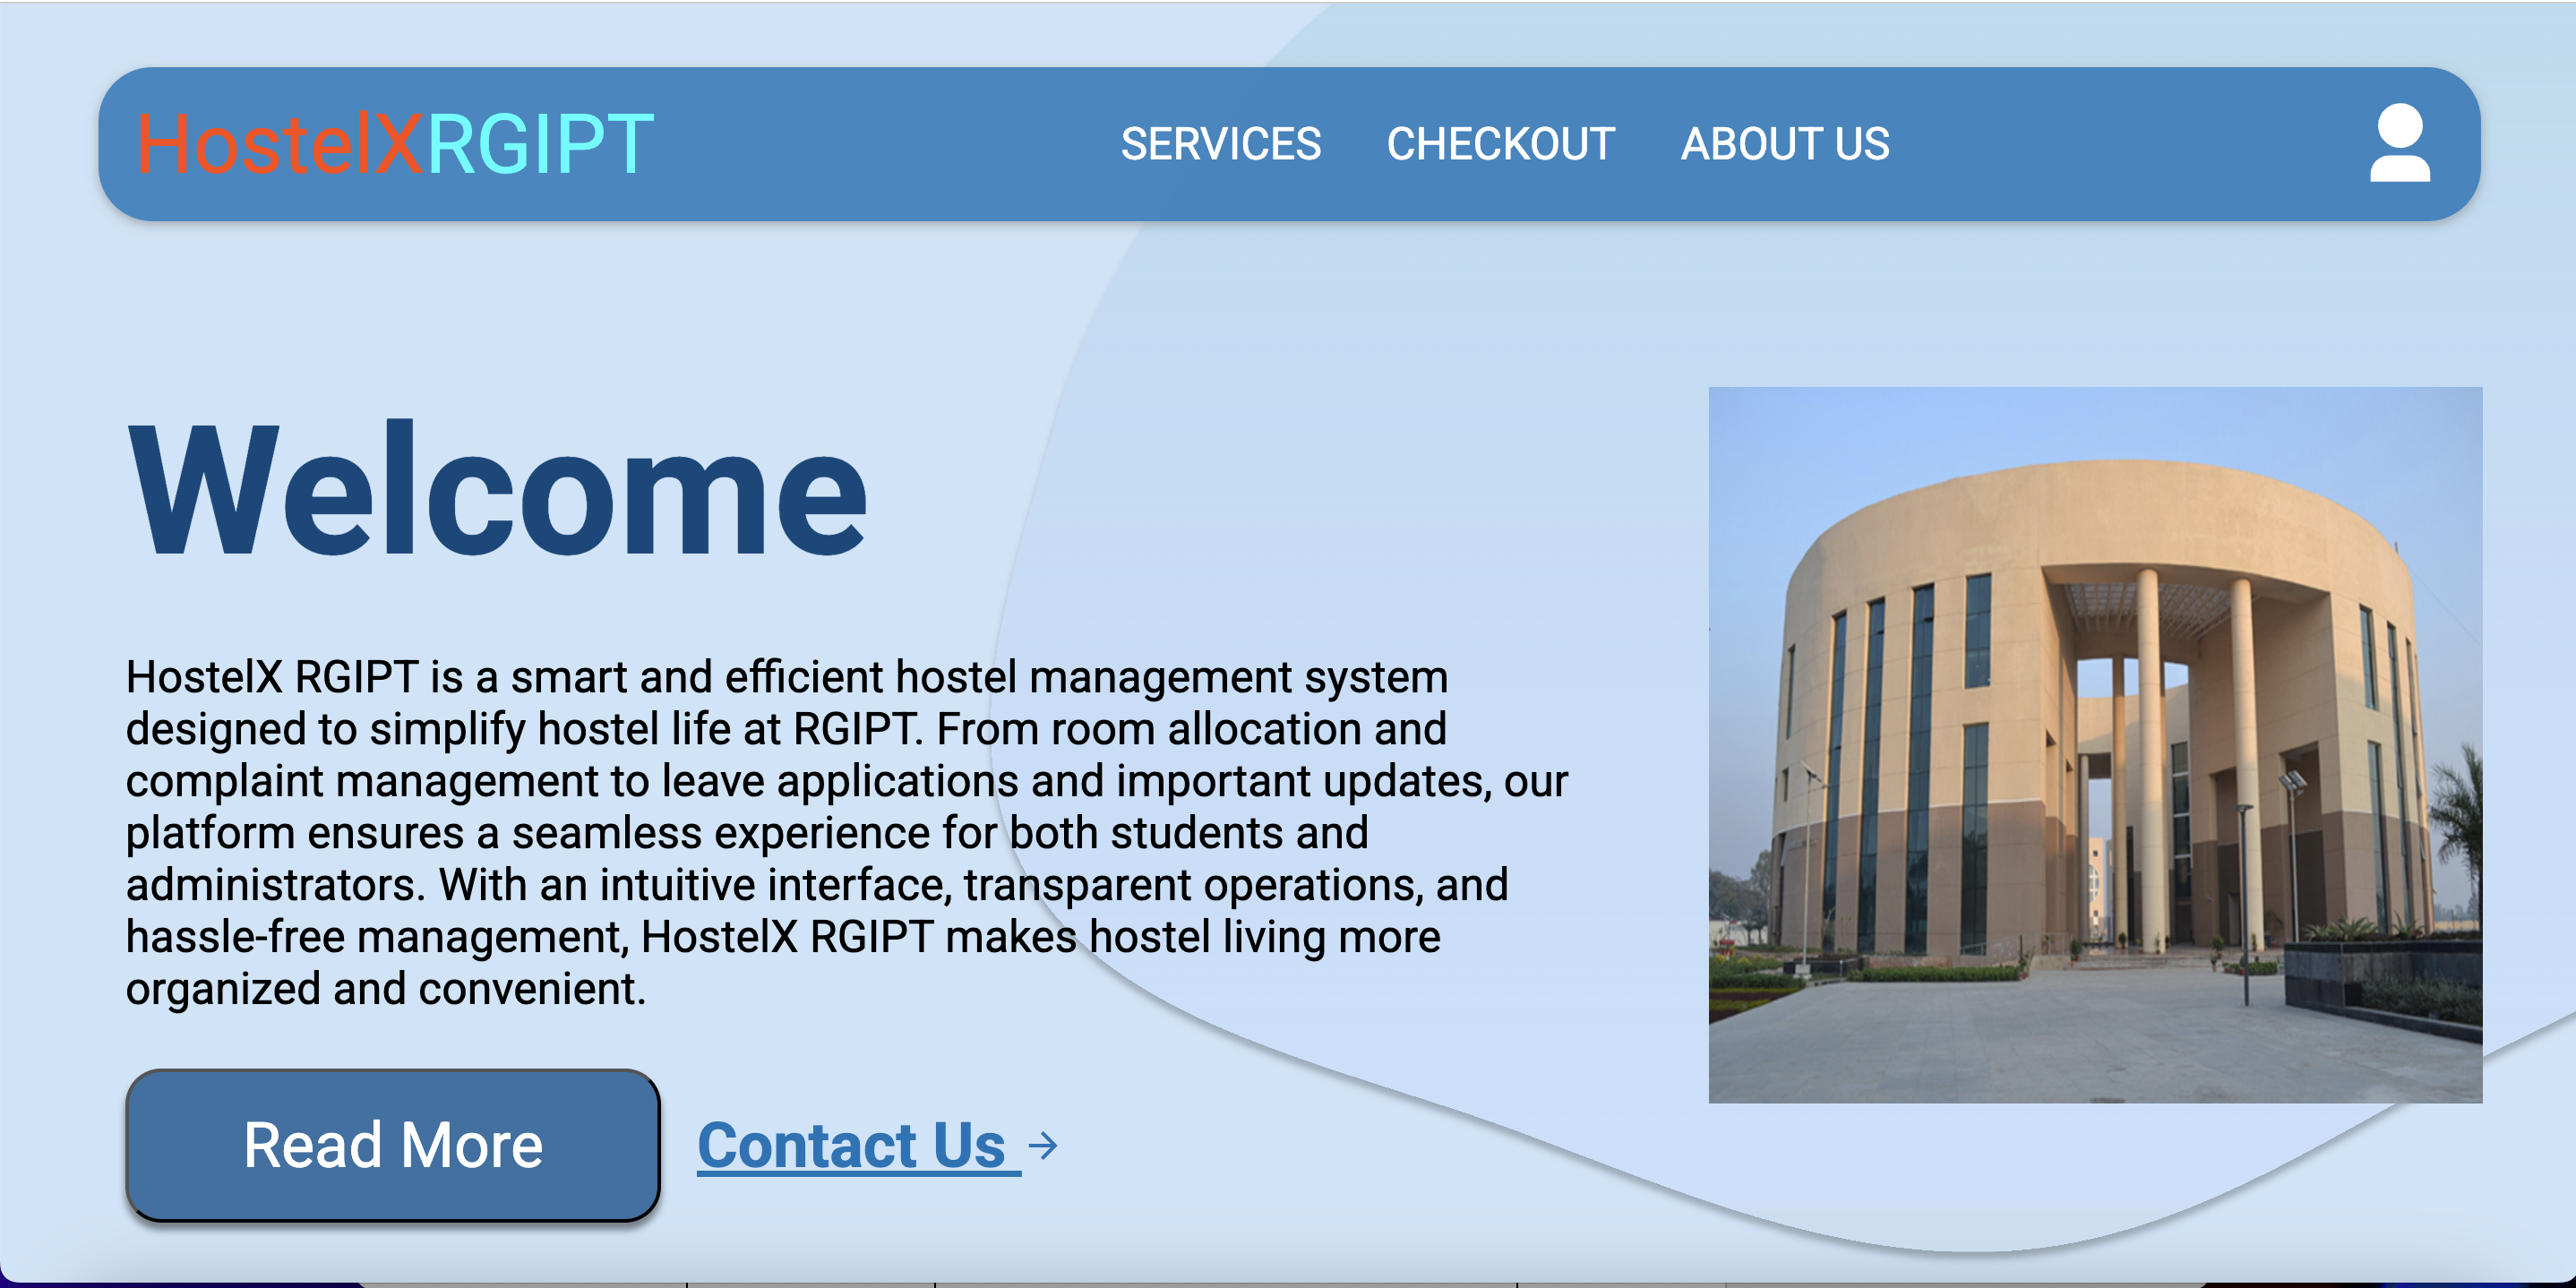 HostelXRGIPT
SERVICES CHECKOUT ABOUT US
Welcome
HostelX RGIPT is a smart and efficient hostel management system
designed to simplify hostel life at RGIPT. From room allocation and
complaint management to leave applications and important updates, our
platform ensures a seamless experience for both students and
administrators. With an intuitive interface, transparent operations, and
hassle-free management, HostelX RGIPT makes hostel living more
organized and convenient.
Read More
Contact Us →